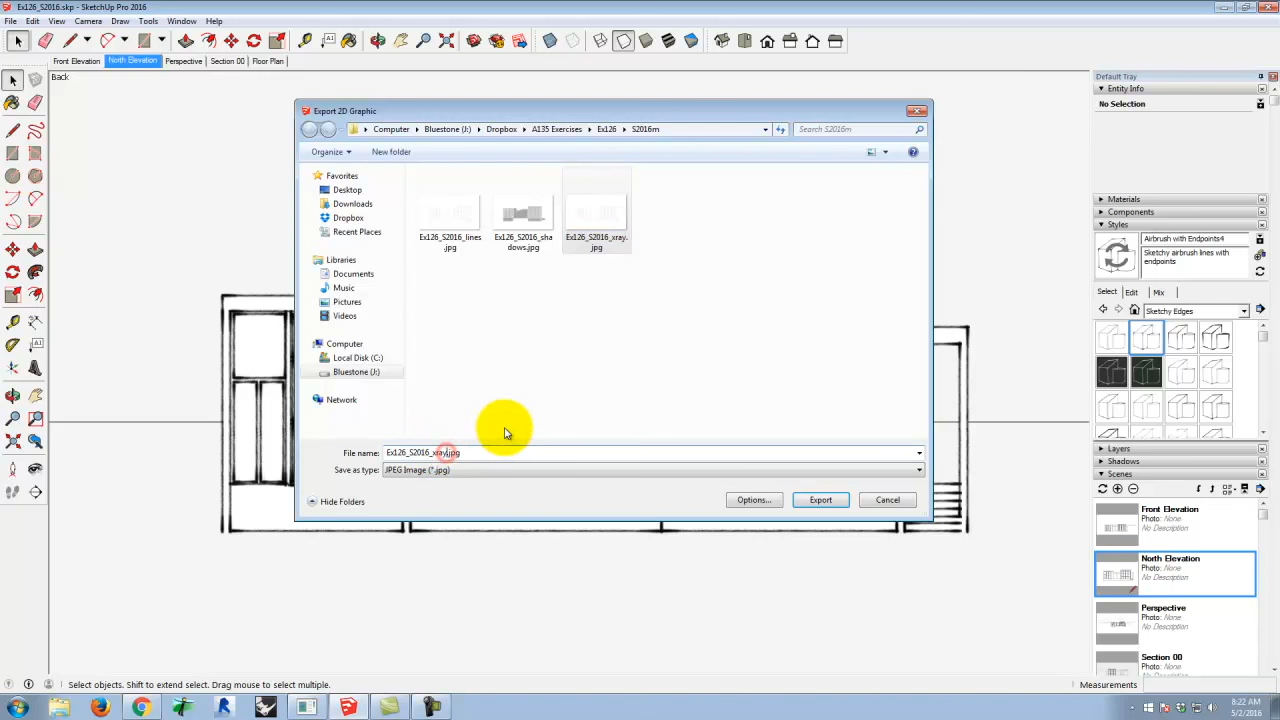 Ex126_S2016.skp - SketchUp Pro 2016
File Edit View Camera Draw Tools Window Help
Front Elevation North Elevation Perspective Section 00 Floor Plan
Back
Export 2D Graphic
Computer Bluestone (J:) Dropbox A135 Exercises Ex126 S2016m
Search S2016m
Organize New folder
Favorites
Desktop
Downloads
Dropbox
Recent Places
Libraries
Documents
Music
Pictures
Videos
Computer
Local Disk (C:)
Bluestone (J:)
Network
Ex126_S2016_lines
.jpg
Ex126_S2016_sha
dows.jpg
Ex126_S2016_xray.
jpg
File name: Ex126_S2016_xray.jpg
Save as type: JPEG Image (*.jpg)
Hide Folders
Options... Export Cancel
Default Tray
Entity Info
No Selection
Materials
Components
Styles
Airbrush with Endpoints4
Sketchy airbrush lines with
endpoints
Select Edit Mix
Sketchy Edges
Layers
Shadows
Scenes
Front Elevation
Photo: None
No Description
North Elevation
Photo: None
No Description
Perspective
Photo: None
No Description
Section 00
Photo: None
Select objects. Shift to extend select. Drag mouse to select multiple.
Measurements
8:22 AM
5/2/2016